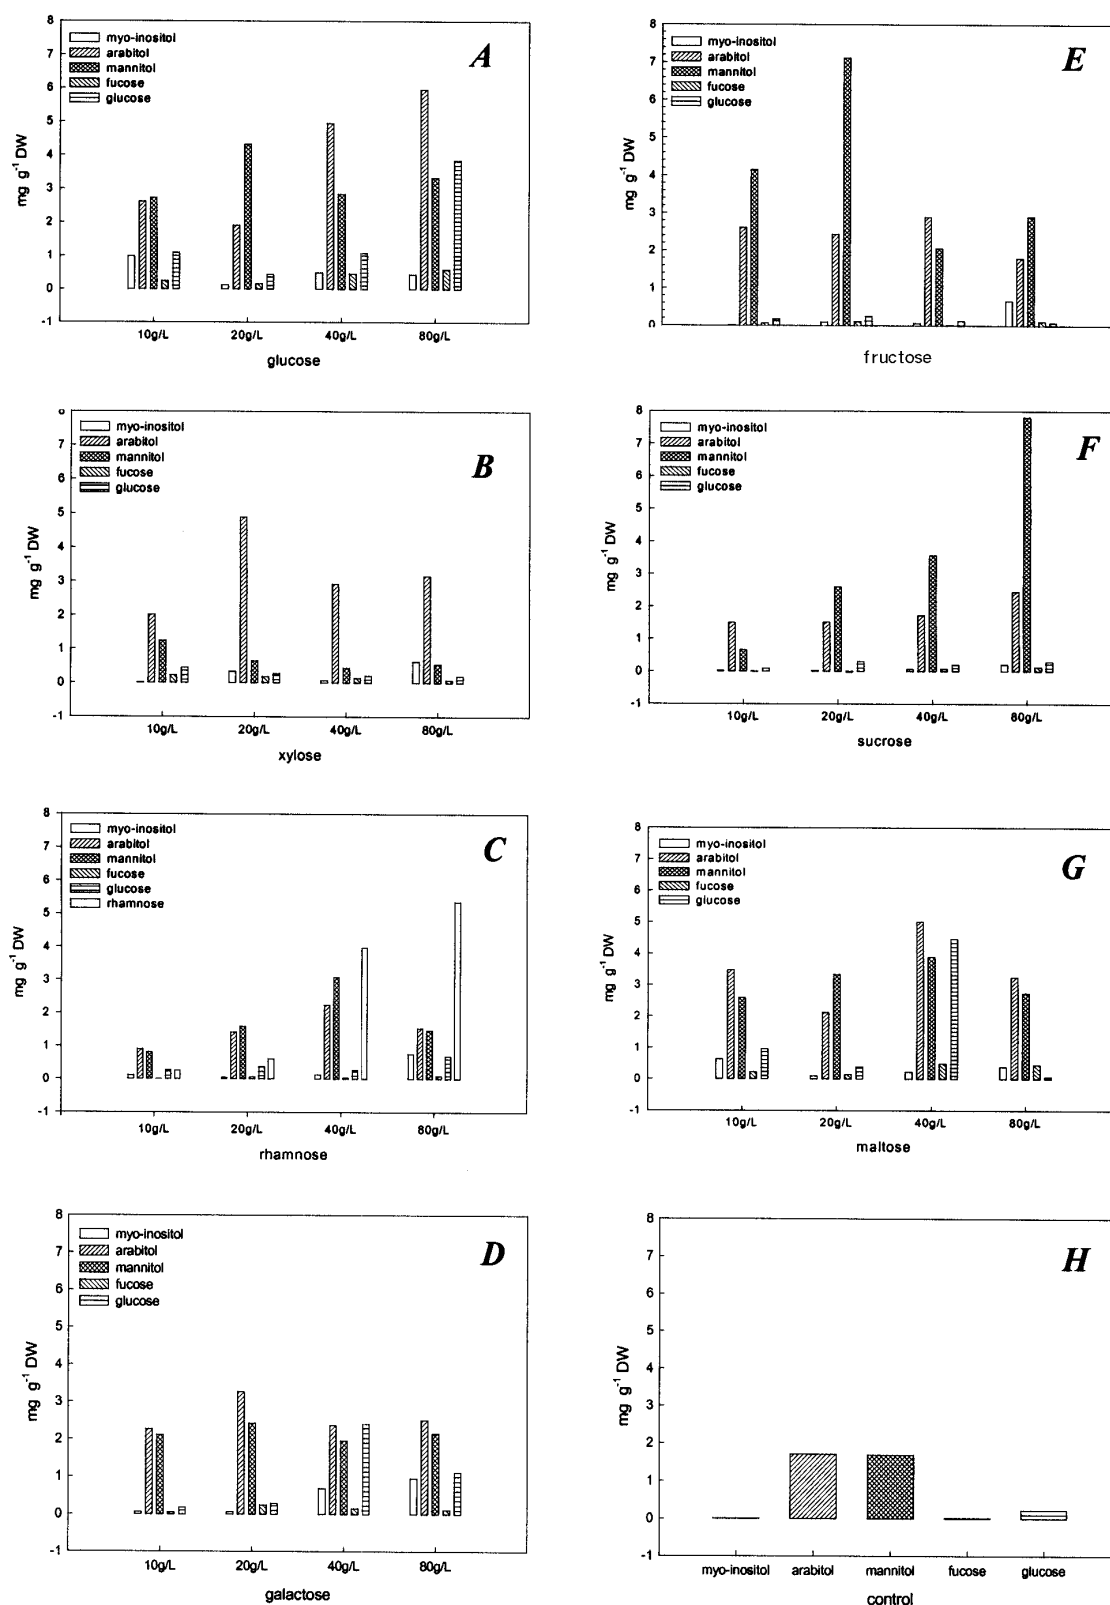 A
8
7
6
5
4
3
2
1
0
-1
mg g-1 DW
myo-inositol
arabitol
mannitol
fucose
glucose
10g/L 20g/L 40g/L 80g/L
glucose
E
8
7
6
5
4
3
2
1
0
mg g-1 DW
myo-inositol
arabitol
mannitol
fucose
glucose
fructose
B
8
7
6
5
4
3
2
1
0
-1
mg g-1 DW
myo-inositol
arabitol
mannitol
fucose
glucose
10g/L 20g/L 40g/L 80g/L
xylose
F
8
7
6
5
4
3
2
1
0
-1
mg g-1 DW
myo-inositol
arabitol
mannitol
fucose
glucose
10g/L 20g/L 40g/L 80g/L
sucrose
C
8
7
6
5
4
3
2
1
0
-1
mg g-1 DW
myo-inositol
arabitol
mannitol
fucose
glucose
rhamnose
10g/L 20g/L 40g/L 80g/L
rhamnose
G
8
7
6
5
4
3
2
1
0
-1
mg g-1 DW
myo-inositol
arabitol
mannitol
fucose
glucose
10g/L 20g/L 40g/L 80g/L
maltose
D
8
7
6
5
4
3
2
1
0
-1
mg g-1 DW
myo-inositol
arabitol
mannitol
fucose
glucose
10g/L 20g/L 40g/L 80g/L
galactose
H
8
7
6
5
4
3
2
1
0
-1
mg g-1 DW
myo-inositol arabitol mannitol fucose glucose
control